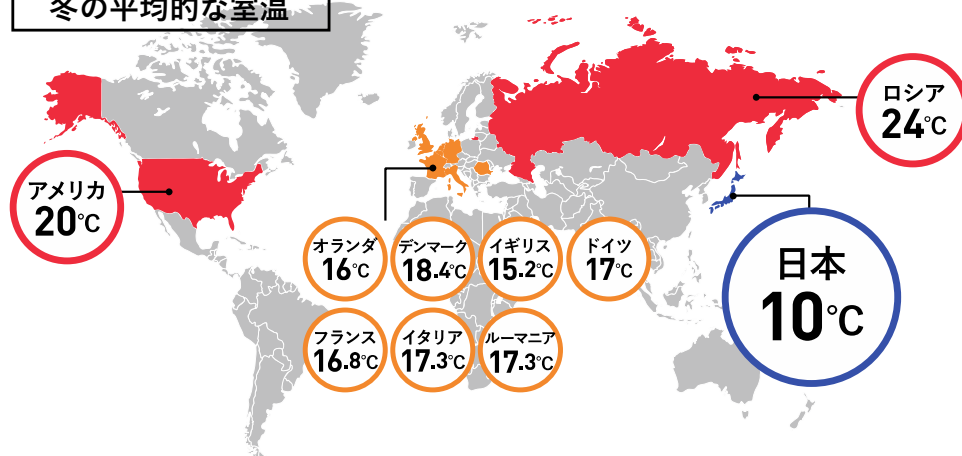 冬の平均的な室温
アメリカ
20℃
ロシア
24℃
オランダ
16℃
デンマーク
18.4℃
イギリス
15.2℃
ドイツ
17℃
日本
10℃
フランス
16.8℃
イタリア
17.3℃
ルーマニア
17.3℃